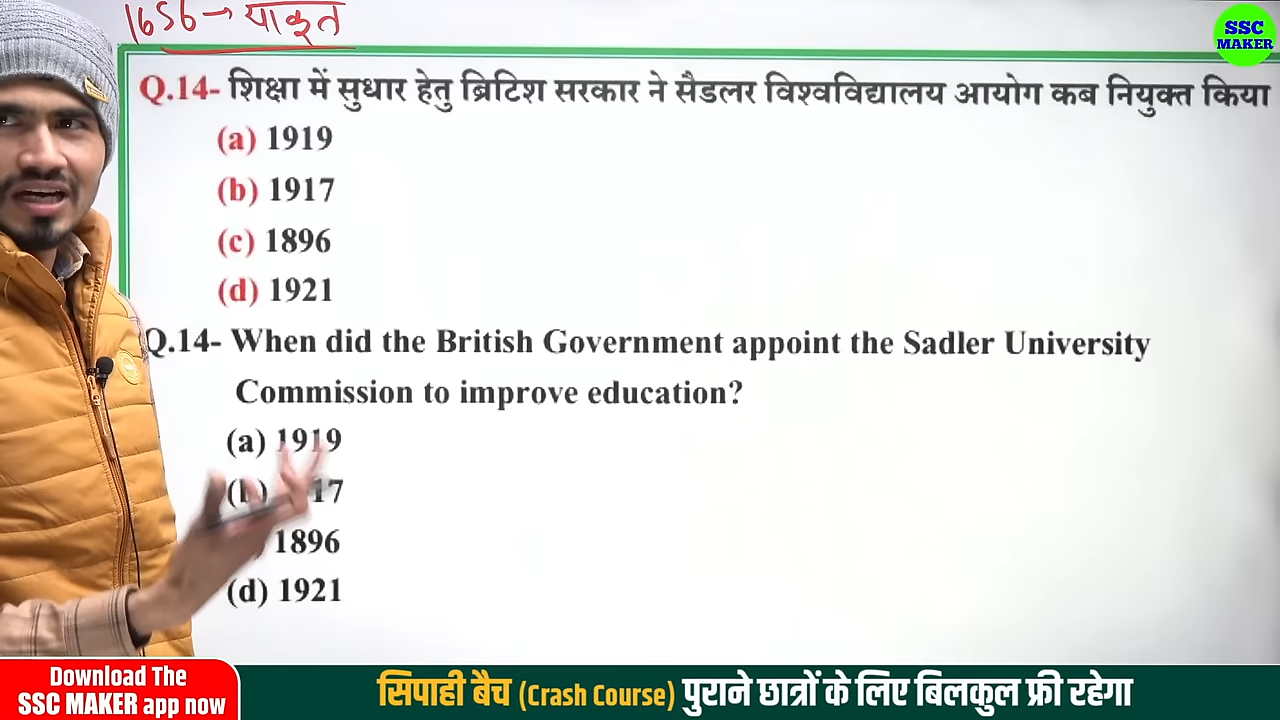 1656→ याकूत
SSC
MAKER
Q.14- शिक्षा में सुधार हेतु ब्रिटिश सरकार ने सैडलर विश्वविद्यालय आयोग कब नियुक्त किया
(a) 1919
(b) 1917
(c) 1896
(d) 1921
Q.14- When did the British Government appoint the Sadler University
Commission to improve education?
(a) 1919
1896
(d) 1921
Download The
SSC MAKER app now
सिपाही बैच (Crash Course) पुराने छात्रों के लिए बिलकुल फ्री रहेगा